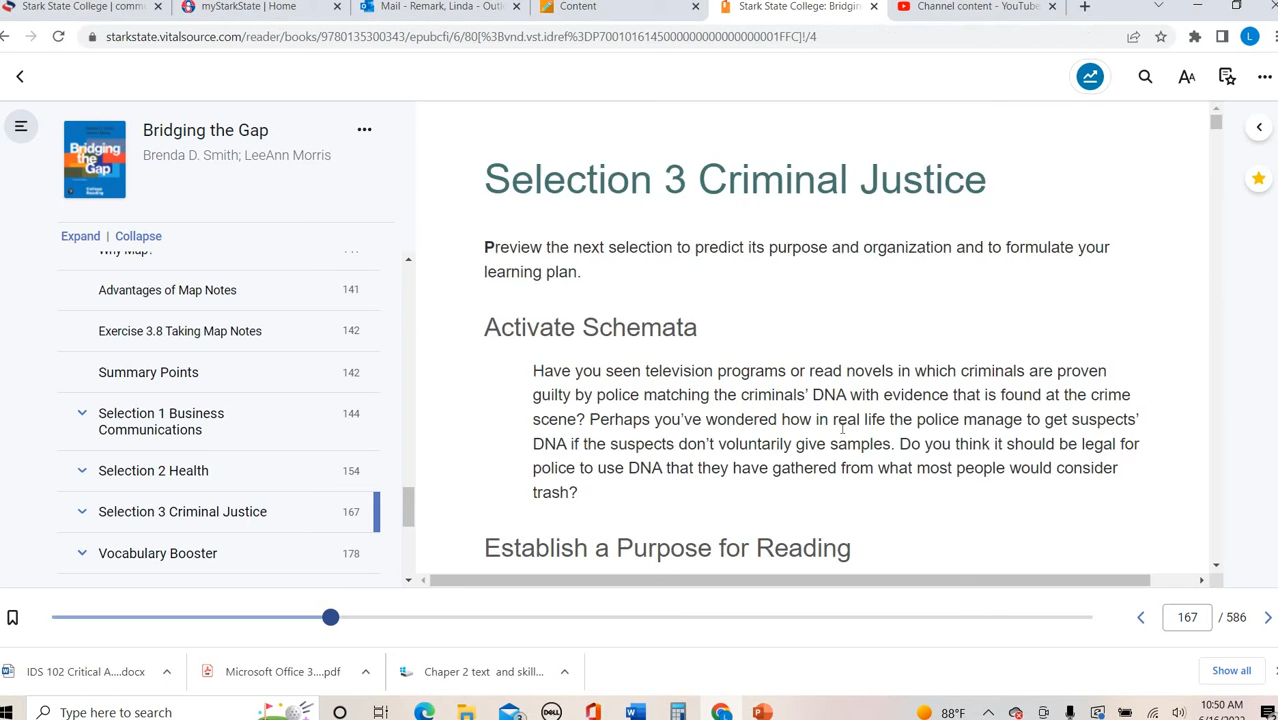 Stark State College | commu
myStarkState | Home
Mail - Remark, Linda - Outlo
Content
Stark State College: Bridging
Channel content - YouTube
starkstate.vitalsource.com/reader/books/9780135300343/epubcfi/6/80[%3Bvnd.vst.idref%3DP7001016145000000000000000001FFC]!/4
L
Bridging the Gap
Brenda D. Smith; LeeAnn Morris
Bridging
the
Gap
Expand | Collapse
Why Map?
Advantages of Map Notes 141
Exercise 3.8 Taking Map Notes 142
Summary Points 142
Selection 1 Business
Communications 144
Selection 2 Health 154
Selection 3 Criminal Justice 167
Vocabulary Booster 178
Selection 3 Criminal Justice
Preview the next selection to predict its purpose and organization and to formulate your
learning plan.
Activate Schemata
Have you seen television programs or read novels in which criminals are proven
guilty by police matching the criminals’ DNA with evidence that is found at the crime
scene? Perhaps you’ve wondered how in real life the police manage to get suspects’
DNA if the suspects don’t voluntarily give samples. Do you think it should be legal for
police to use DNA that they have gathered from what most people would consider
trash?
Establish a Purpose for Reading
167 / 586
IDS 102 Critical A....docx
Microsoft Office 3....pdf
Chaper 2 text and skill....
Show all
Type here to search
DELL
88°F
10:50 AM